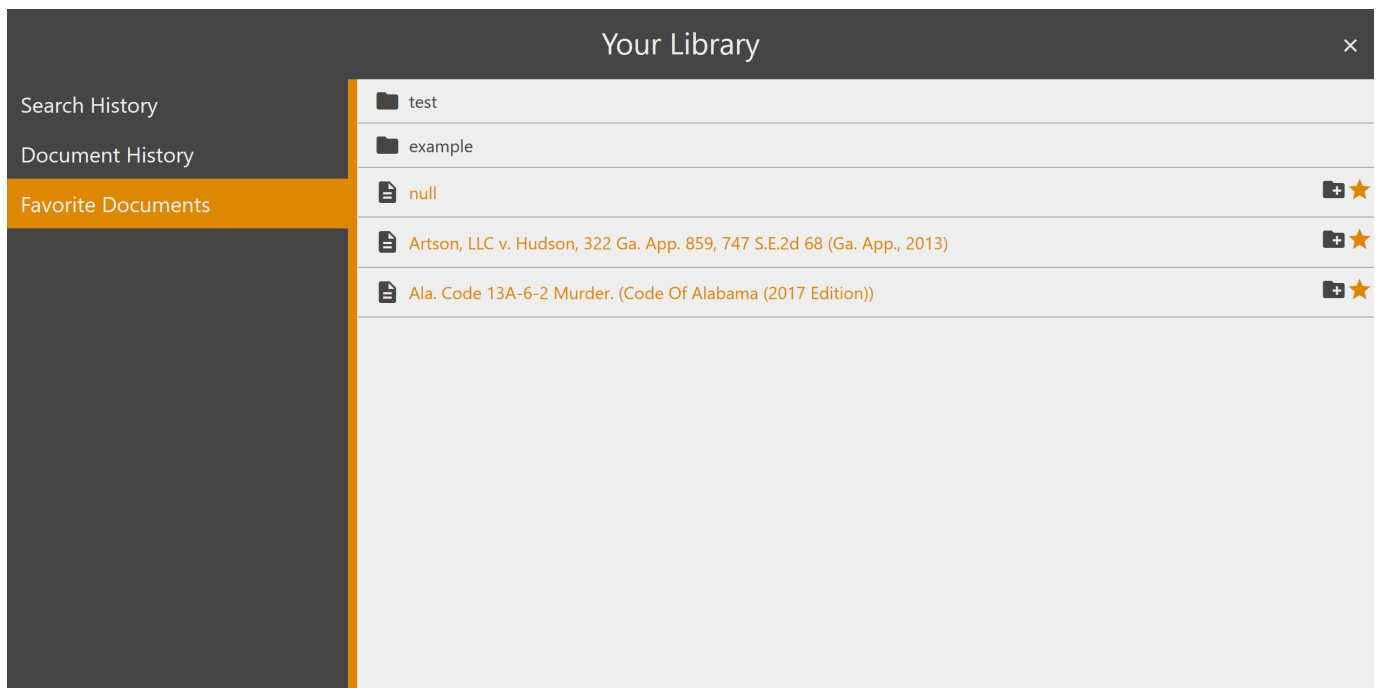 Your Library
×
Search History
Document History
Favorite Documents
test
example
null
Artson, LLC v. Hudson, 322 Ga. App. 859, 747 S.E.2d 68 (Ga. App., 2013)
Ala. Code 13A-6-2 Murder. (Code Of Alabama (2017 Edition))